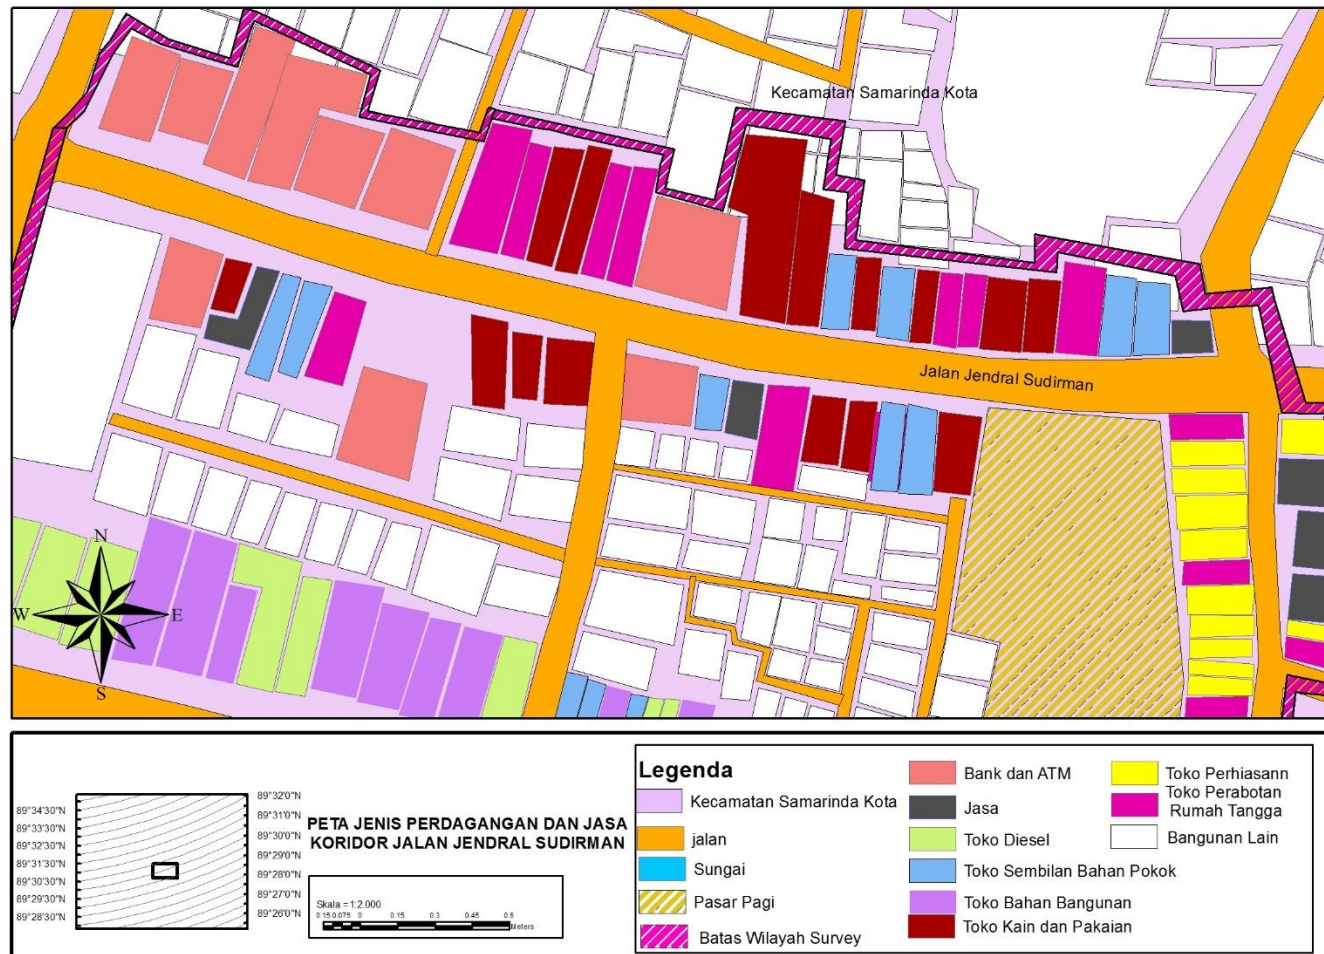 Kecamatan Samarinda Kota
Jalan Jendral Sudirman
N
W
E
S
89°34'30"N
89°33'30"N
89°32'30"N
89°31'30"N
89°30'30"N
89°29'30"N
89°28'30"N
89°32'0"N
89°31'0"N
89°30'0"N
89°29'0"N
89°28'0"N
89°27'0"N
89°26'0"N
PETA JENIS PERDAGANGAN DAN JASA
KORIDOR JALAN JENDRAL SUDIRMAN
Skala = 1:2.000
0.15 0.075 0 0.15 0.3 0.45 0.6
Meters
Legenda
Kecamatan Samarinda Kota
jalan
Sungai
Pasar Pagi
Batas Wilayah Survey
Bank dan ATM
Jasa
Toko Diesel
Toko Sembilan Bahan Pokok
Toko Bahan Bangunan
Toko Kain dan Pakaian
Toko Perhiasann
Toko Perabotan
Rumah Tangga
Bangunan Lain